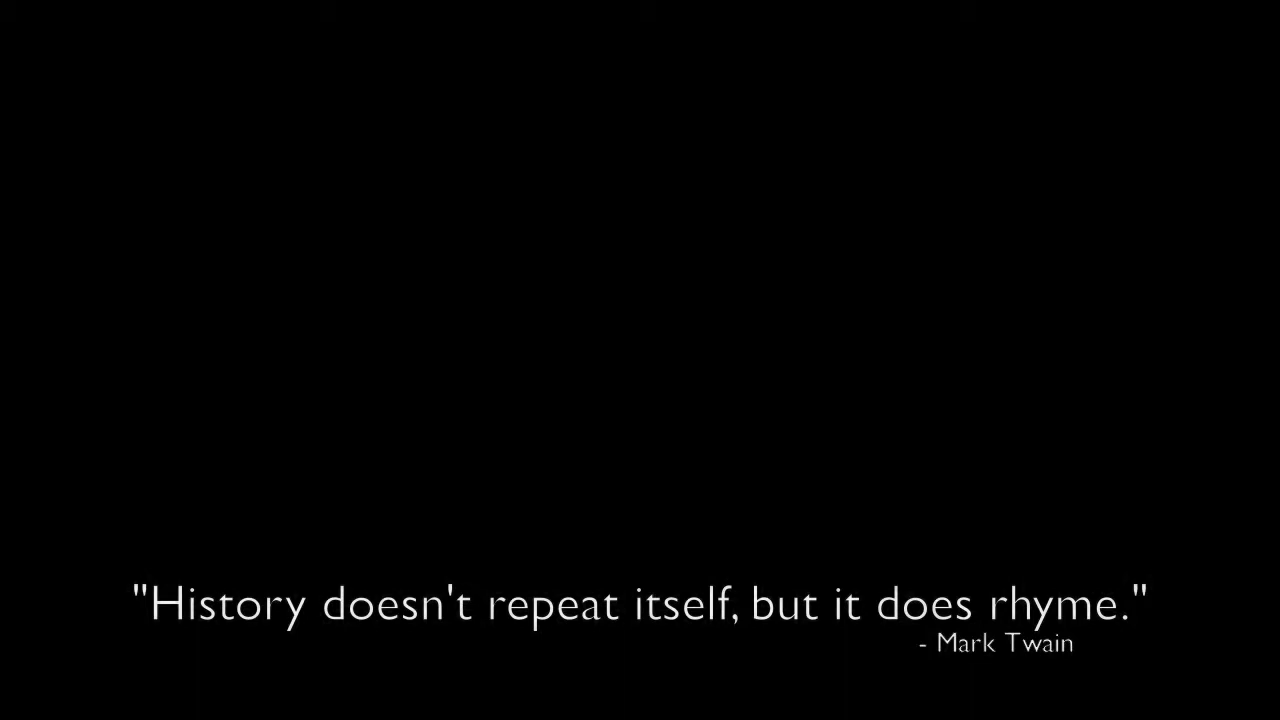 "History doesn't repeat itself, but it does rhyme."
- Mark Twain